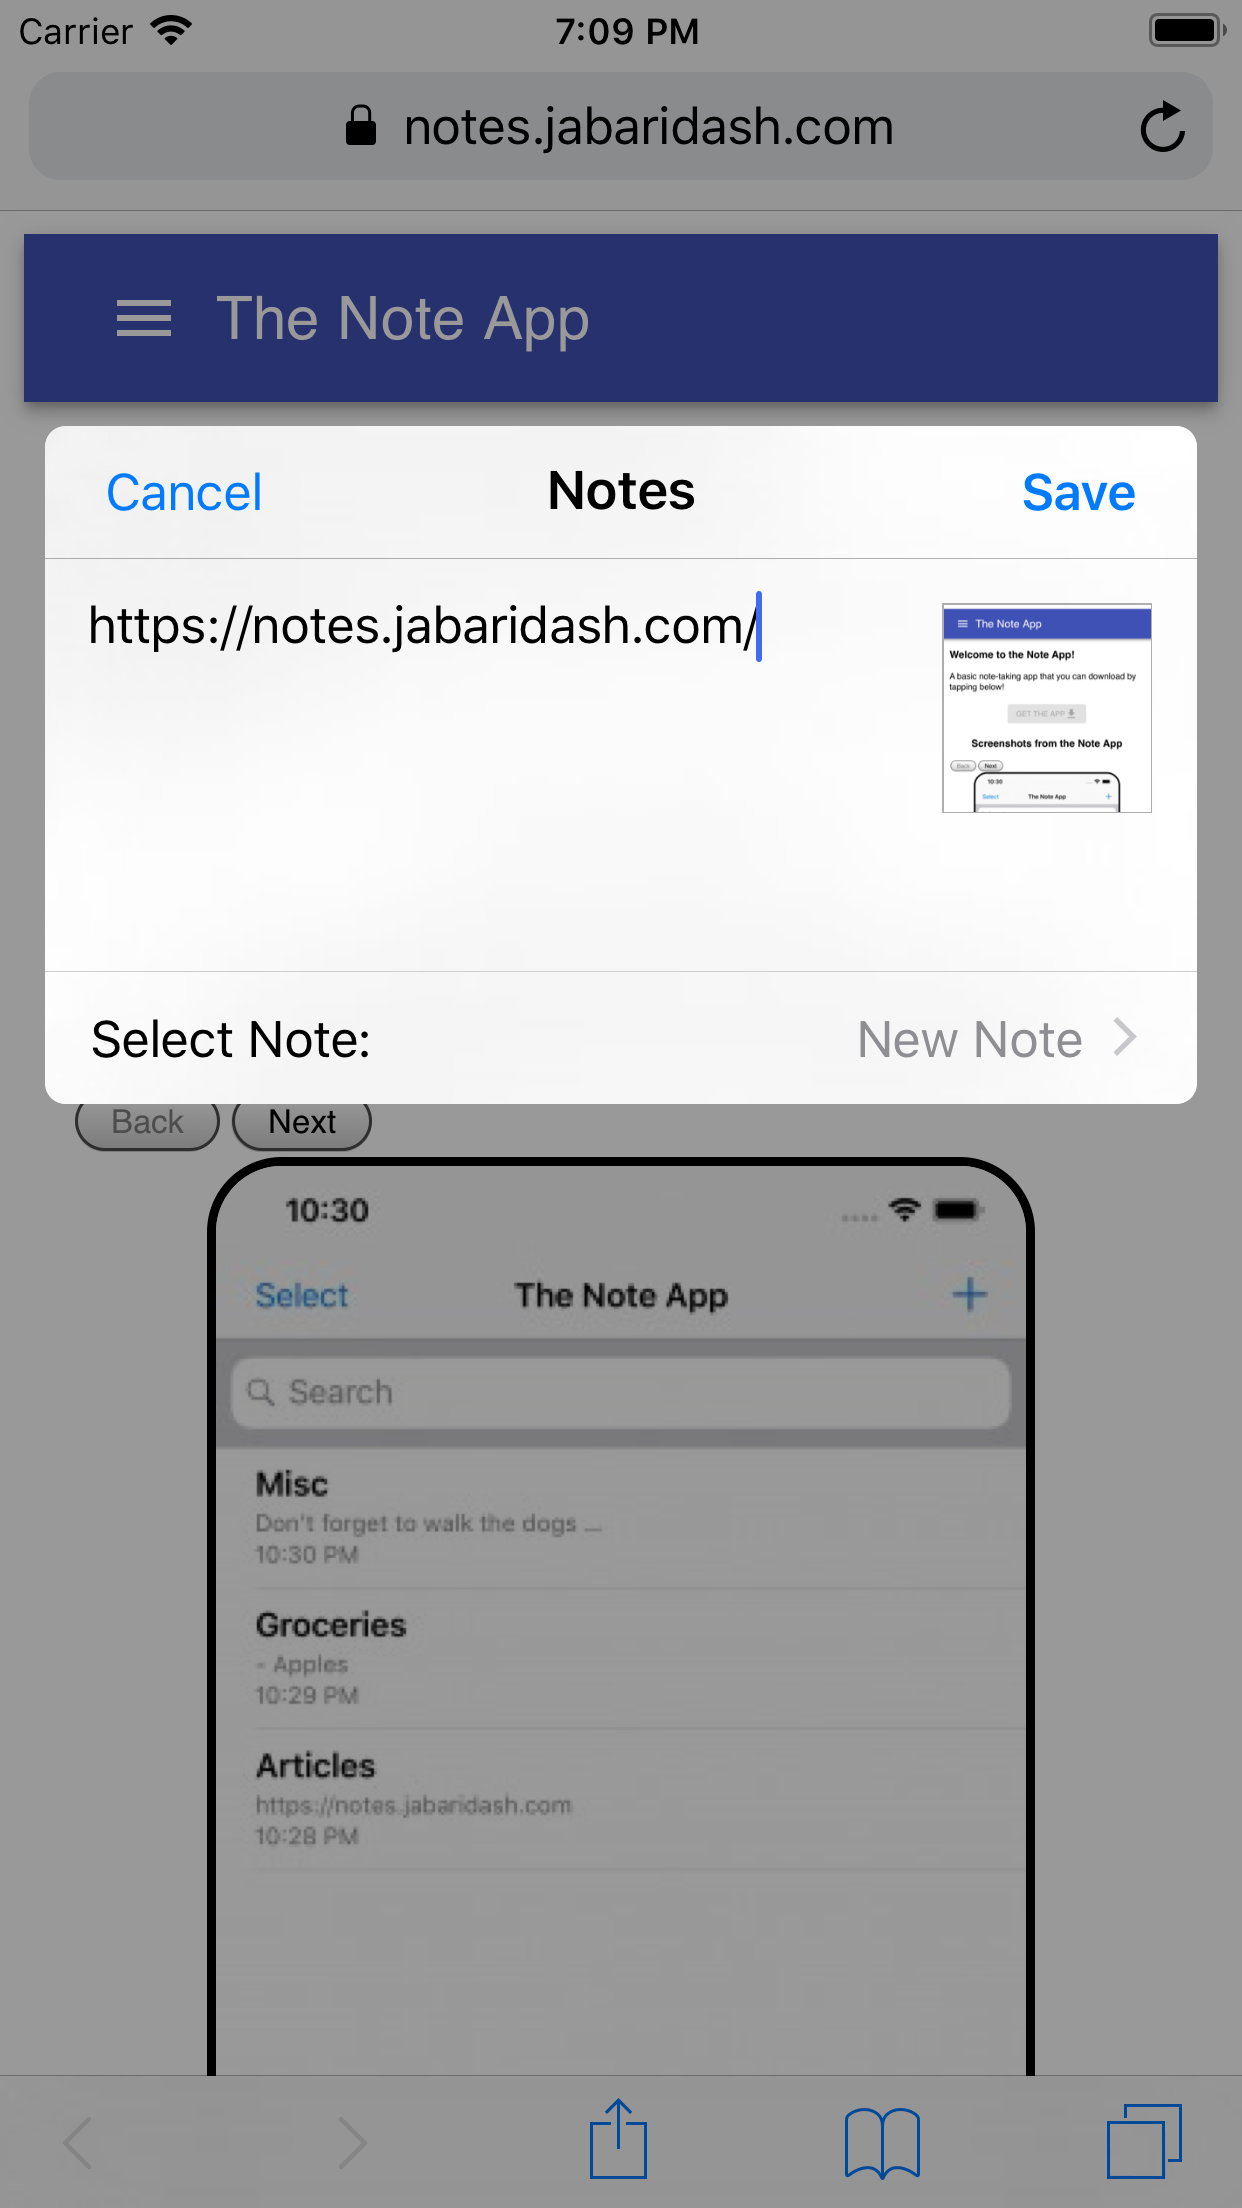 Carrier 7:09 PM
notes.jabaridash.com
The Note App
Cancel Notes Save
https://notes.jabaridash.com/
The Note App
Welcome to the Note App!
A basic note-taking app that you can download by
tapping below!
GET THE APP
Screenshots from the Note App
Back Next
10:30
Select The Note App +
Select Note: New Note
Back Next
10:30
Select The Note App +
Search
Misc
Don't forget to walk the dogs ...
10:30 PM
Groceries
- Apples
10:29 PM
Articles
https://notes.jabaridash.com
10:28 PM